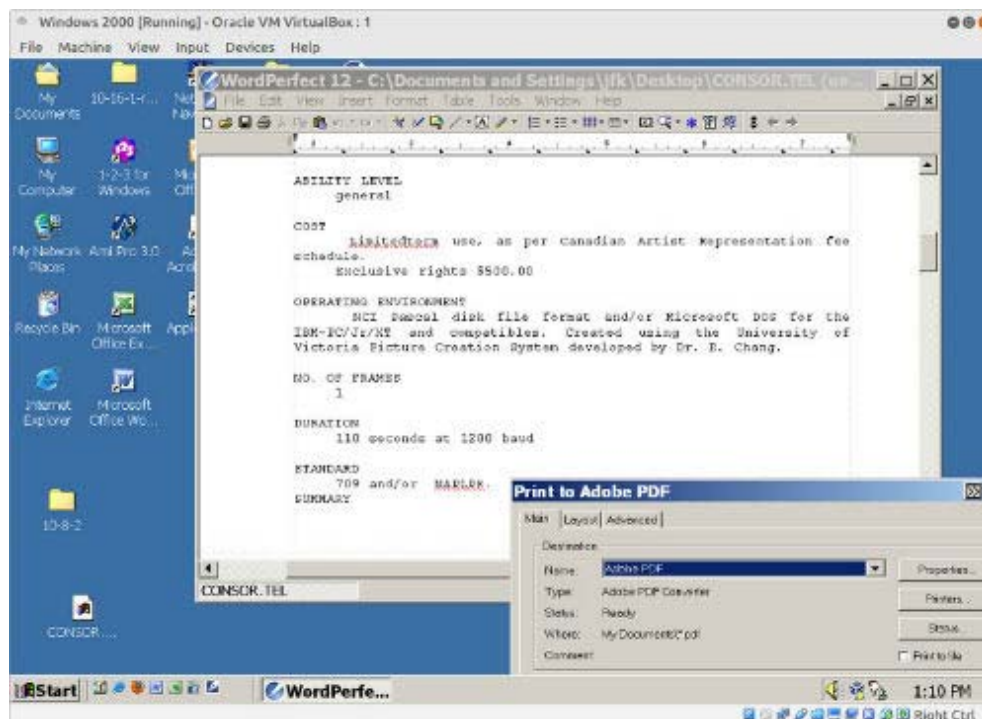 Windows 2000 [Running] - Oracle VM VirtualBox : 1
File Machine View Input Devices Help
WordPerfect 12 - C:\Documents and Settings\jfk\Desktop\CONSOR.TEL (un...
File Edit View Insert Format Table Tools Window Help
My Documents
10-16-1-r...
My Computer
1-2-3 for Windows
My Network Places
Ami Pro 3.0
Recycle Bin
Microsoft Office Ex...
Internet Explorer
Microsoft Office Wo...
10-8-2
CONSOR....
ABILITY LEVEL
general
COST
Limitedterm use, as per Canadian Artist Representation fee
schedule.
Exclusive rights $500.00
OPERATING ENVIRONMENT
NCI Pascal disk file format and/or Microsoft DOS for the
IBM-PC/Jr/XT and compatibles. Created using the University of
Victoria Picture Creation System developed by Dr. E. Chang.
NO. OF FRAMES
1
DURATION
110 seconds at 1200 baud
STANDARD
709 and/or NAPLPS.
SUMMARY
CONSOR.TEL
Print to Adobe PDF
Main Layout Advanced
Destination
Name: Adobe PDF
Properties...
Type: Adobe PDF Converter
Printers...
Status: Ready
Status...
Where: My Documents\*.pdf
Comment:
Print to file
Start
WordPerfe...
1:10 PM
Right Ctrl